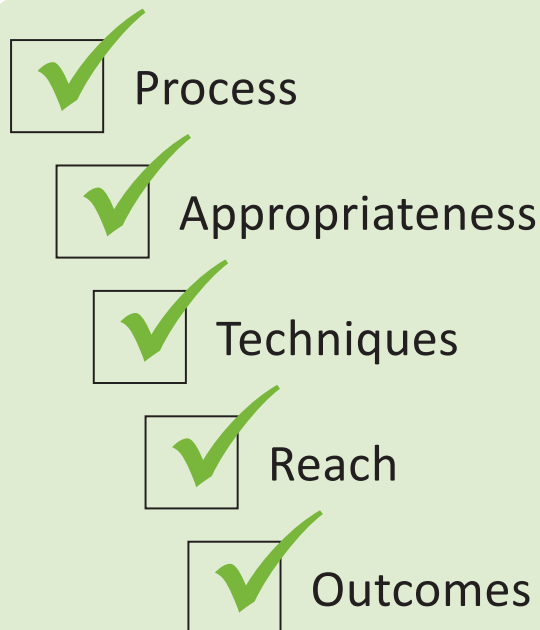 Process
Appropriateness
Techniques
Reach
Outcomes